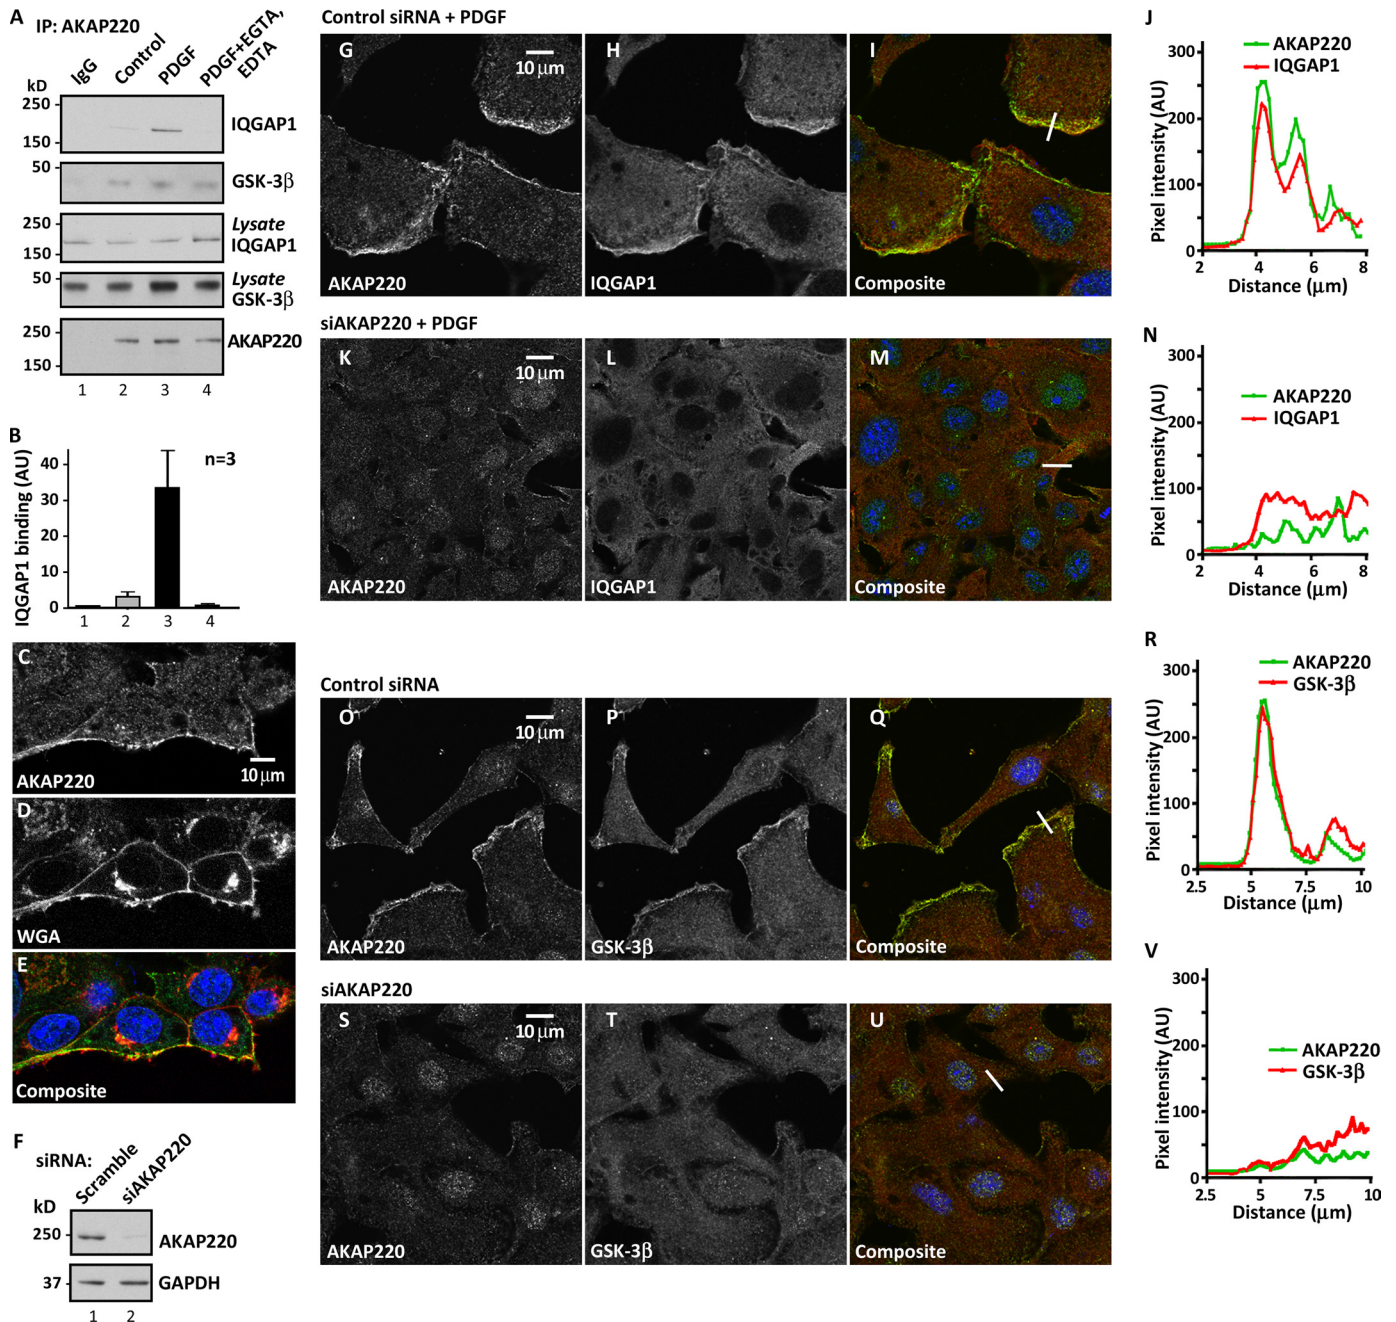 A
IP: AKAP220
IgG
Control
PDGF
PDGF+EGTA,
EDTA
kD
250
150
IQGAP1
50
GSK-3β
250
150
Lysate
IQGAP1
50
Lysate
GSK-3β
250
150
AKAP220
1 2 3 4
B
IQGAP1 binding (AU)
n=3
40
30
20
10
0
1 2 3 4
C
10 μm
AKAP220
D
WGA
E
Composite
F
siRNA:
Scramble
siAKAP220
kD
250
AKAP220
37
GAPDH
1 2
Control siRNA + PDGF
G
10 μm
AKAP220
H
IQGAP1
I
Composite
J
AKAP220
IQGAP1
Pixel intensity (AU)
300
200
100
0
2 4 6 8
Distance (μm)
siAKAP220 + PDGF
K
10 μm
AKAP220
L
IQGAP1
M
Composite
N
AKAP220
IQGAP1
Pixel intensity (AU)
300
200
100
0
2 4 6 8
Distance (μm)
Control siRNA
O
10 μm
AKAP220
P
GSK-3β
Q
Composite
R
AKAP220
GSK-3β
Pixel intensity (AU)
300
200
100
0
2.5 5 7.5 10
Distance (μm)
siAKAP220
S
10 μm
AKAP220
T
GSK-3β
U
Composite
V
AKAP220
GSK-3β
Pixel intensity (AU)
300
200
100
0
2.5 5 7.5 10
Distance (μm)